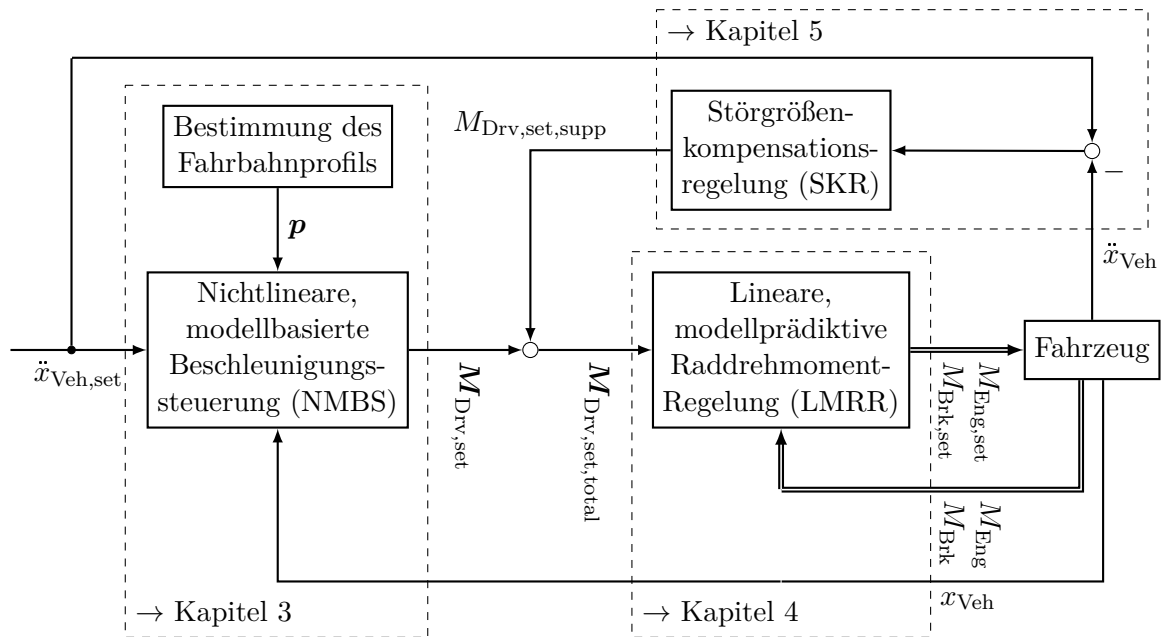 → Kapitel 5
Störgrößen-
kompensations-
regelung (SKR)
M_Drv,set,supp
−
Bestimmung des
Fahrbahnprofils
p
ẍ_Veh
Nichtlineare,
modellbasierte
Beschleunigungs-
steuerung (NMBS)
Lineare,
modellprädiktive
Raddrehmoment-
Regelung (LMRR)
Fahrzeug
ẍ_Veh,set
M_Drv,set
M_Drv,set,total
M_Eng,set
M_Brk,set
M_Eng
M_Brk
x_Veh
→ Kapitel 3
→ Kapitel 4